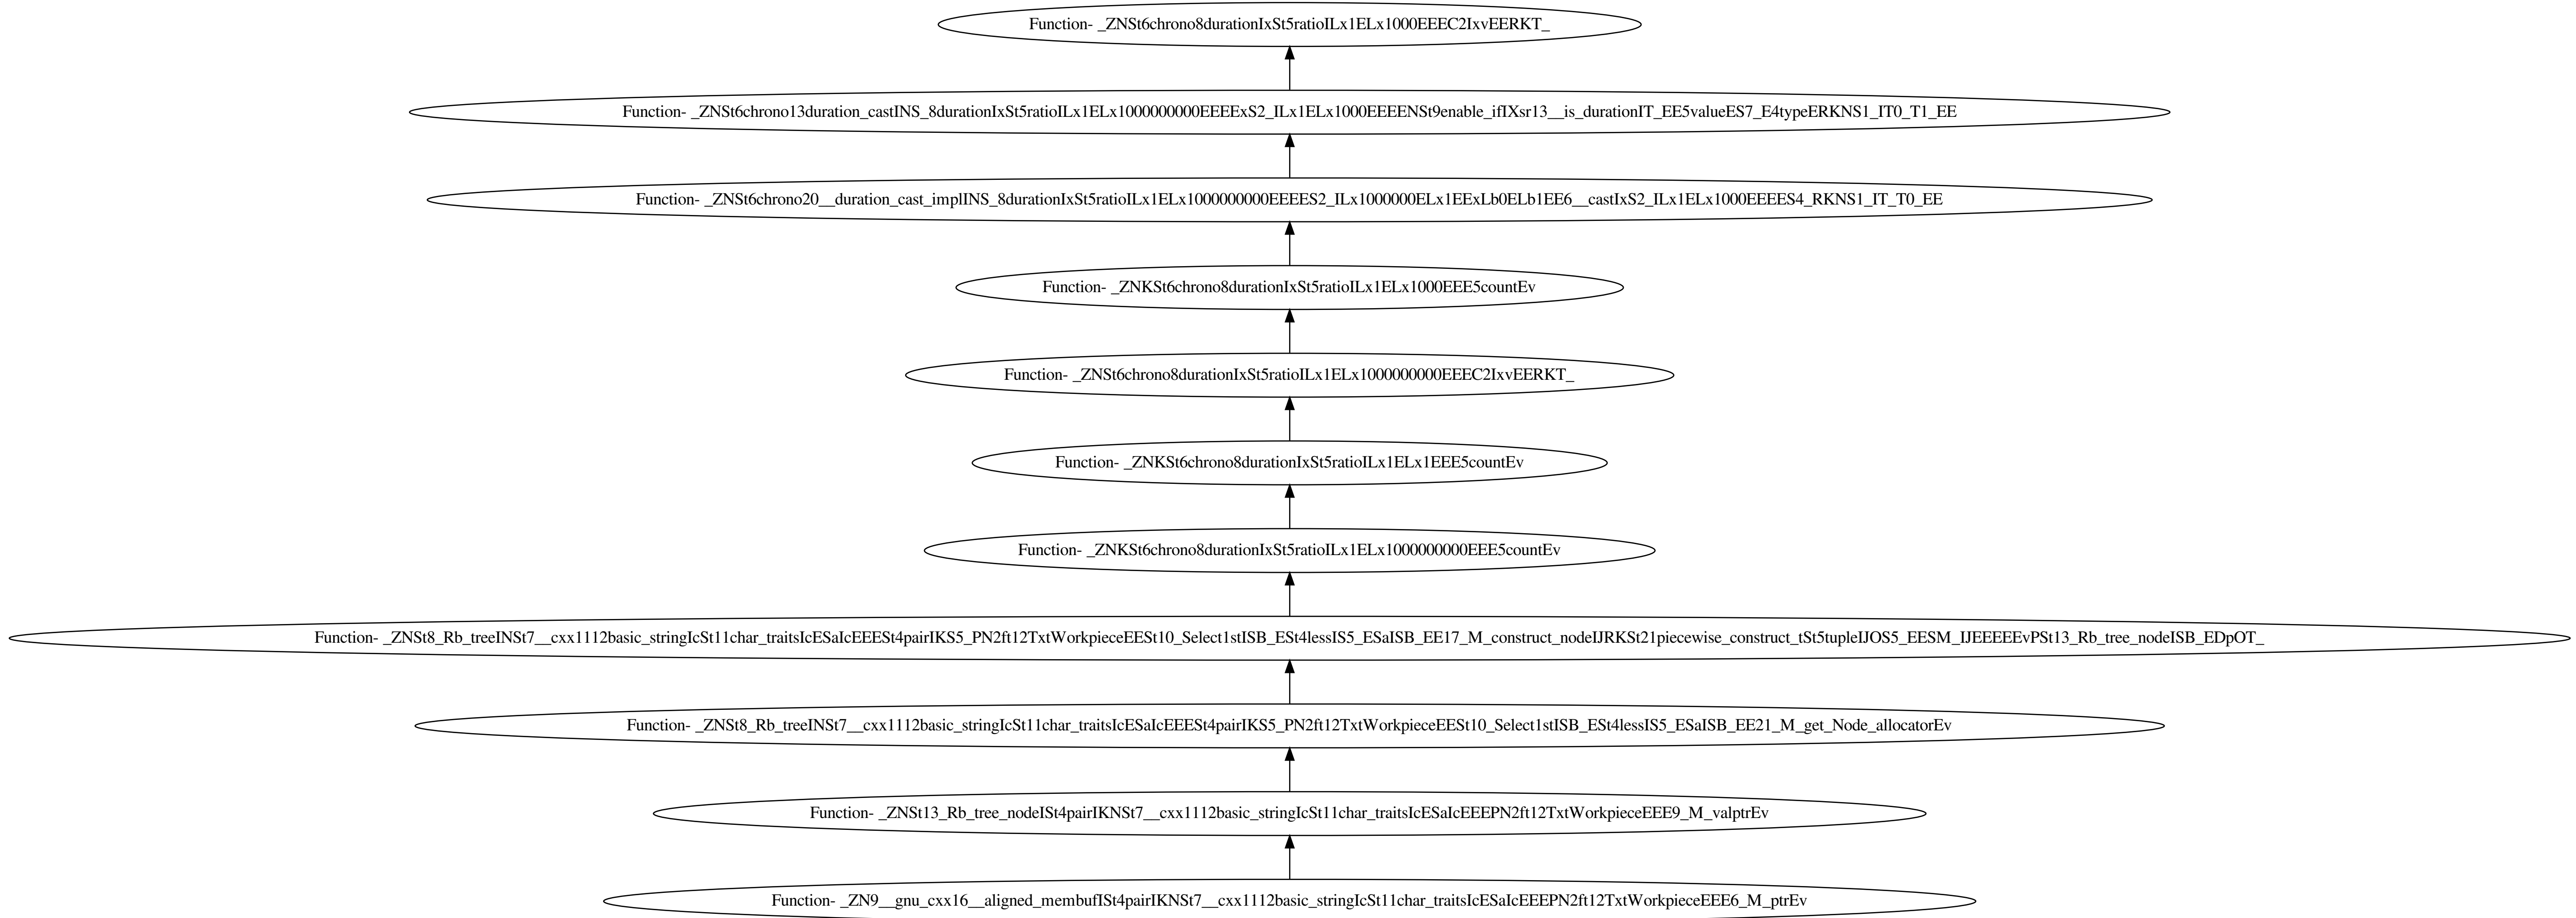 Function- _ZNSt6chrono8durationIxSt5ratioILx1ELx1000EEEC2IxvEERKT_
Function- _ZNSt6chrono13duration_castINS_8durationIxSt5ratioILx1ELx1000000000EEEExS2_ILx1ELx1000EEEENSt9enable_ifIXsr13__is_durationIT_EE5valueES7_E4typeERKNS1_IT0_T1_EE
Function- _ZNSt6chrono20__duration_cast_implINS_8durationIxSt5ratioILx1ELx1000000000EEEES2_ILx1000000ELx1EExLb0ELb1EE6__castIxS2_ILx1ELx1000EEEES4_RKNS1_IT_T0_EE
Function- _ZNKSt6chrono8durationIxSt5ratioILx1ELx1000EEE5countEv
Function- _ZNSt6chrono8durationIxSt5ratioILx1ELx1000000000EEEC2IxvEERKT_
Function- _ZNKSt6chrono8durationIxSt5ratioILx1ELx1EEE5countEv
Function- _ZNKSt6chrono8durationIxSt5ratioILx1ELx1000000000EEE5countEv
Function- _ZNSt8_Rb_treeINSt7__cxx1112basic_stringIcSt11char_traitsIcESaIcEEESt4pairIKS5_PN2ft12TxtWorkpieceEESt10_Select1stISB_ESt4lessIS5_ESaISB_EE17_M_construct_nodeIJRKSt21piecewise_construct_tSt5tupleIJOS5_EESM_IJEEEEEvPSt13_Rb_tree_nodeISB_EDpOT_
Function- _ZNSt8_Rb_treeINSt7__cxx1112basic_stringIcSt11char_traitsIcESaIcEEESt4pairIKS5_PN2ft12TxtWorkpieceEESt10_Select1stISB_ESt4lessIS5_ESaISB_EE21_M_get_Node_allocatorEv
Function- _ZNSt13_Rb_tree_nodeISt4pairIKNSt7__cxx1112basic_stringIcSt11char_traitsIcESaIcEEEPN2ft12TxtWorkpieceEEE9_M_valptrEv
Function- _ZN9__gnu_cxx16__aligned_membufISt4pairIKNSt7__cxx1112basic_stringIcSt11char_traitsIcESaIcEEEPN2ft12TxtWorkpieceEEE6_M_ptrEv